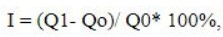 I = (Q1- Qo)/ Q0* 100%,